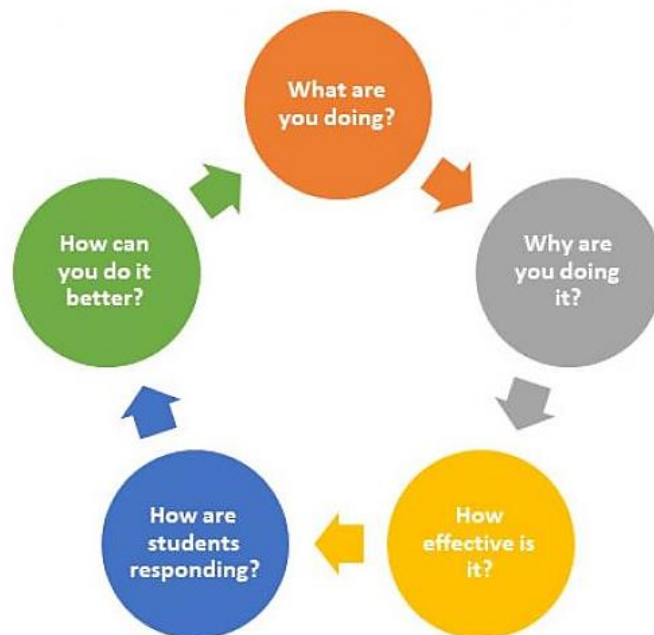 What are
you doing?
Why are
you doing
it?
How
effective is
it?
How are
students
responding?
How can
you do it
better?